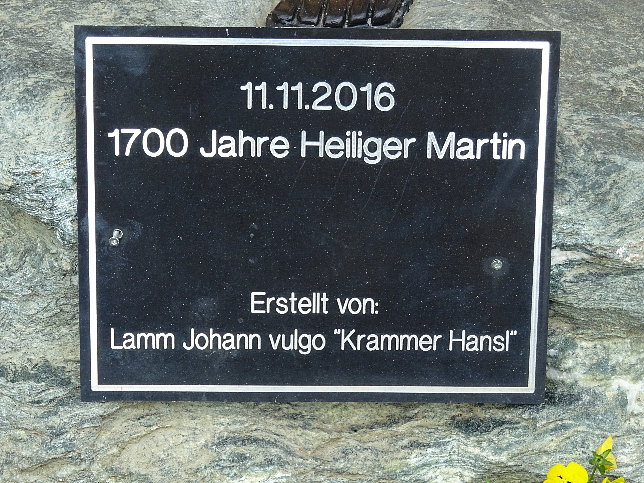 11.11.2016
1700 Jahre Heiliger Martin
Erstellt von:
Lamm Johann vulgo "Krammer Hansl"